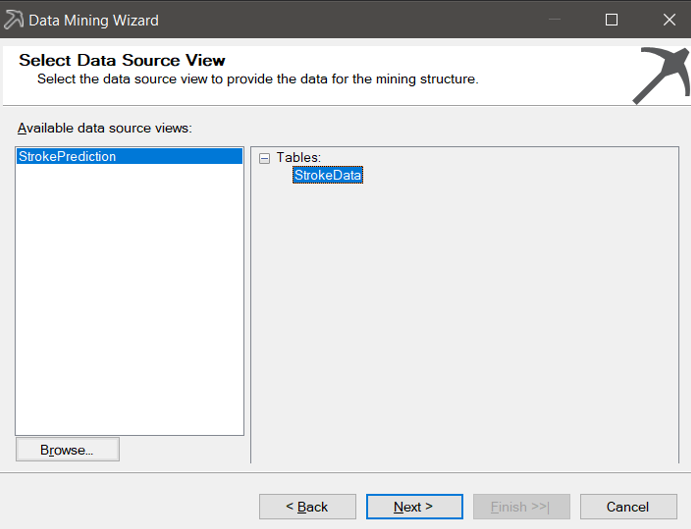 Data Mining Wizard
Select Data Source View
Select the data source view to provide the data for the mining structure.
Available data source views:
StrokePrediction
Tables:
StrokeData
Browse...
< Back
Next >
Finish >>|
Cancel